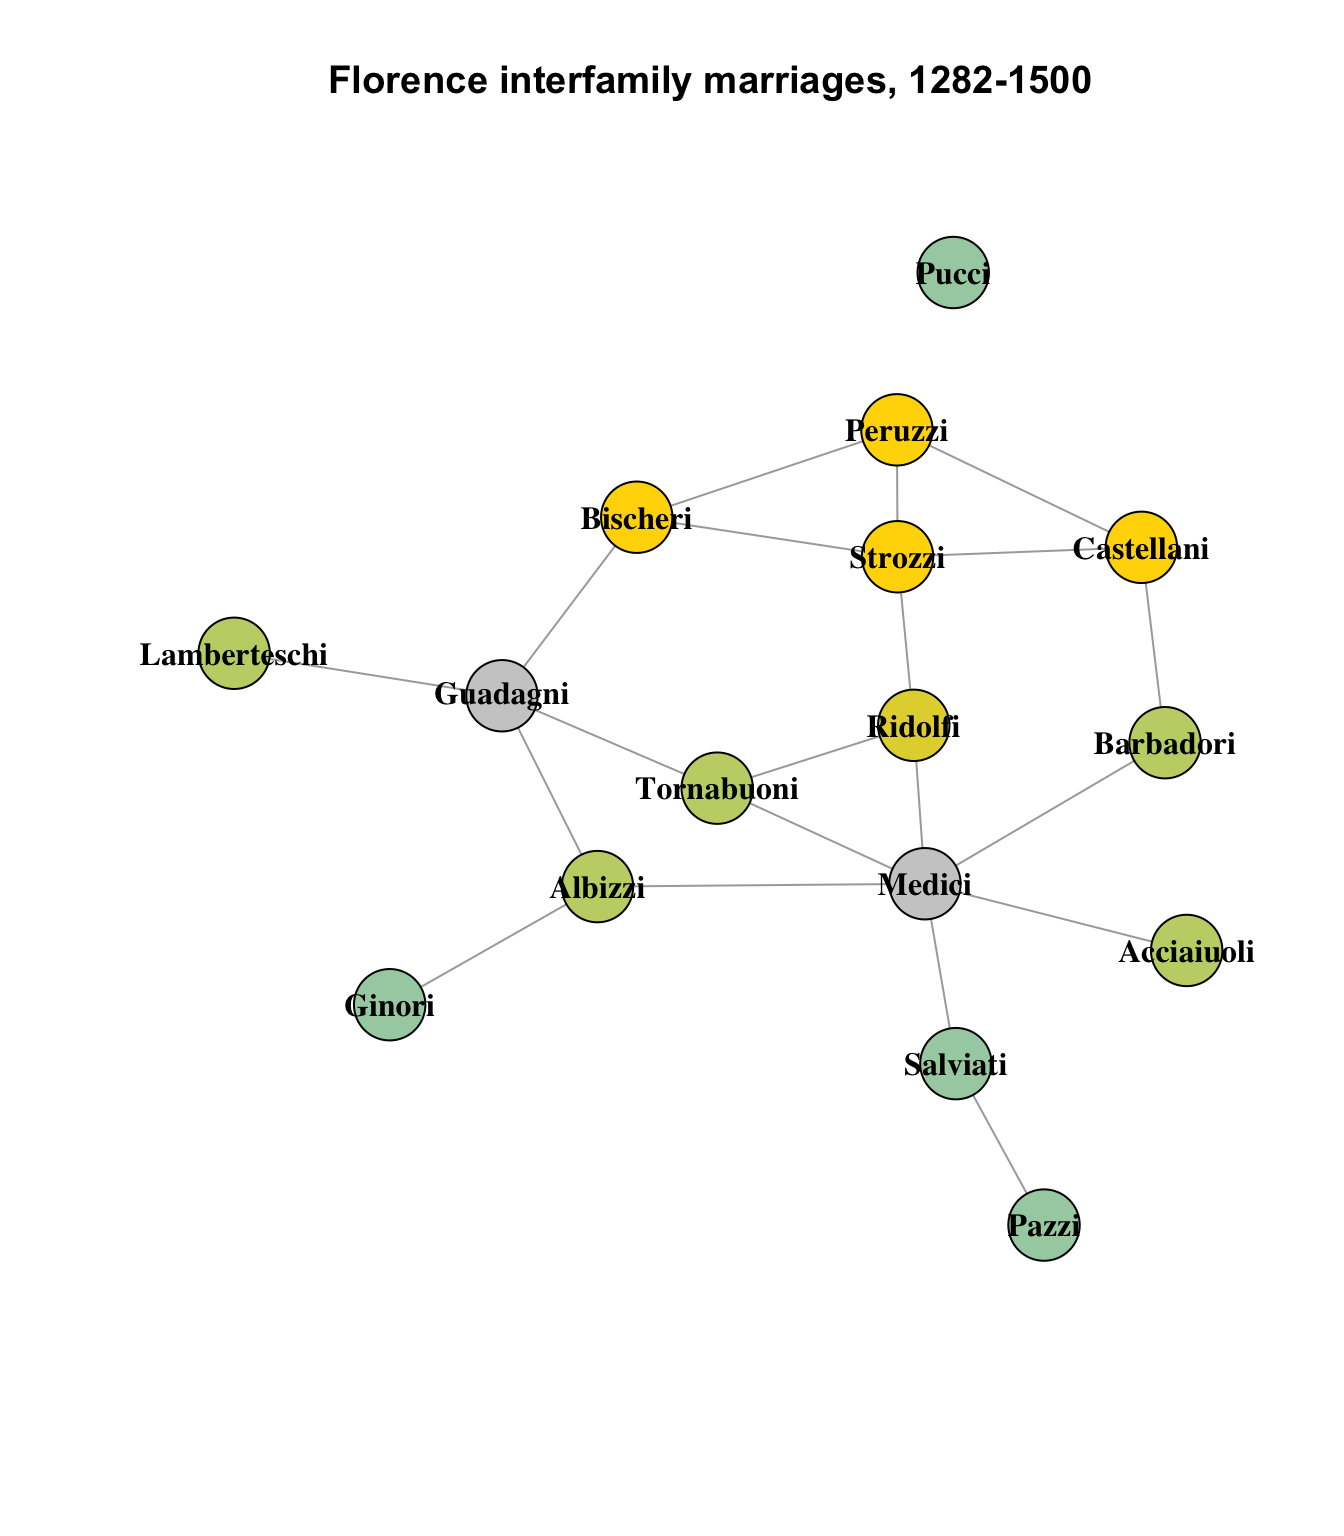 Florence interfamily marriages, 1282-1500
Pucci
Peruzzi
Bischeri
Strozzi
Castellani
Lamberteschi
Guadagni
Ridolfi
Barbadori
Tornabuoni
Albizzi
Medici
Acciaiuoli
Ginori
Salviati
Pazzi